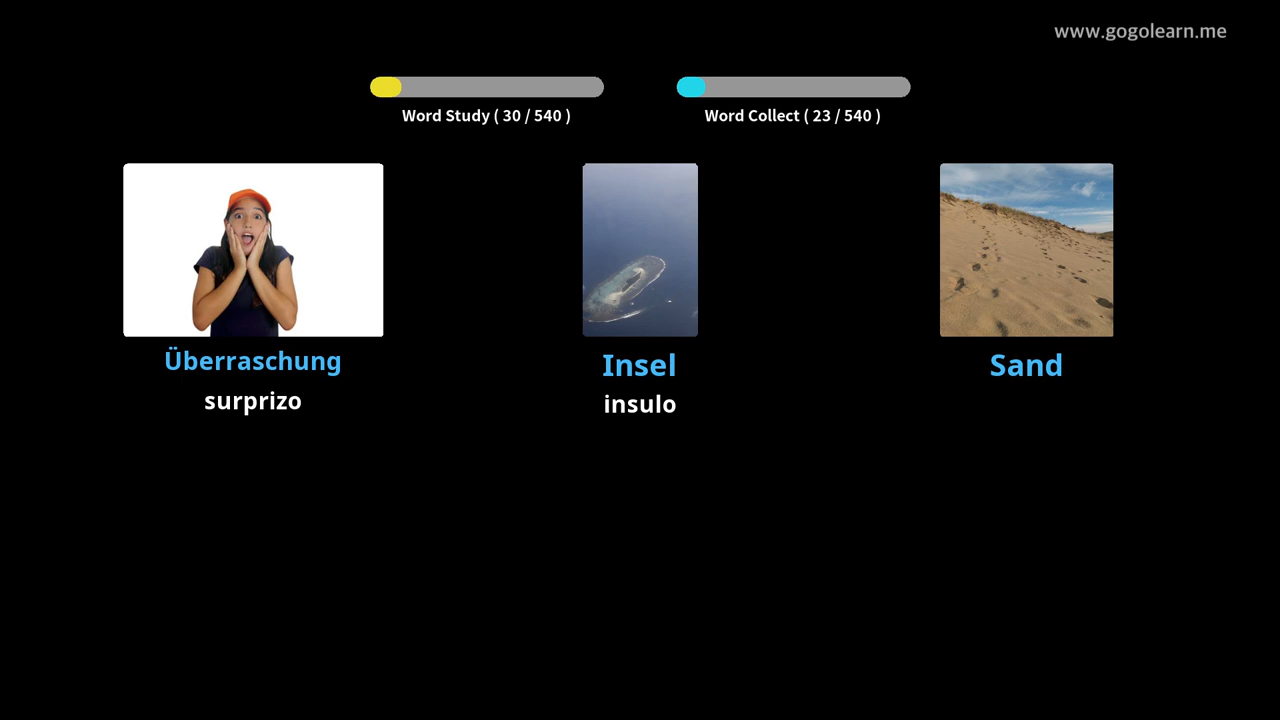 www.gogolearn.me
Word Study ( 30 / 540 )
Word Collect ( 23 / 540 )
Überraschung
Insel
Sand
surprizo
insulo